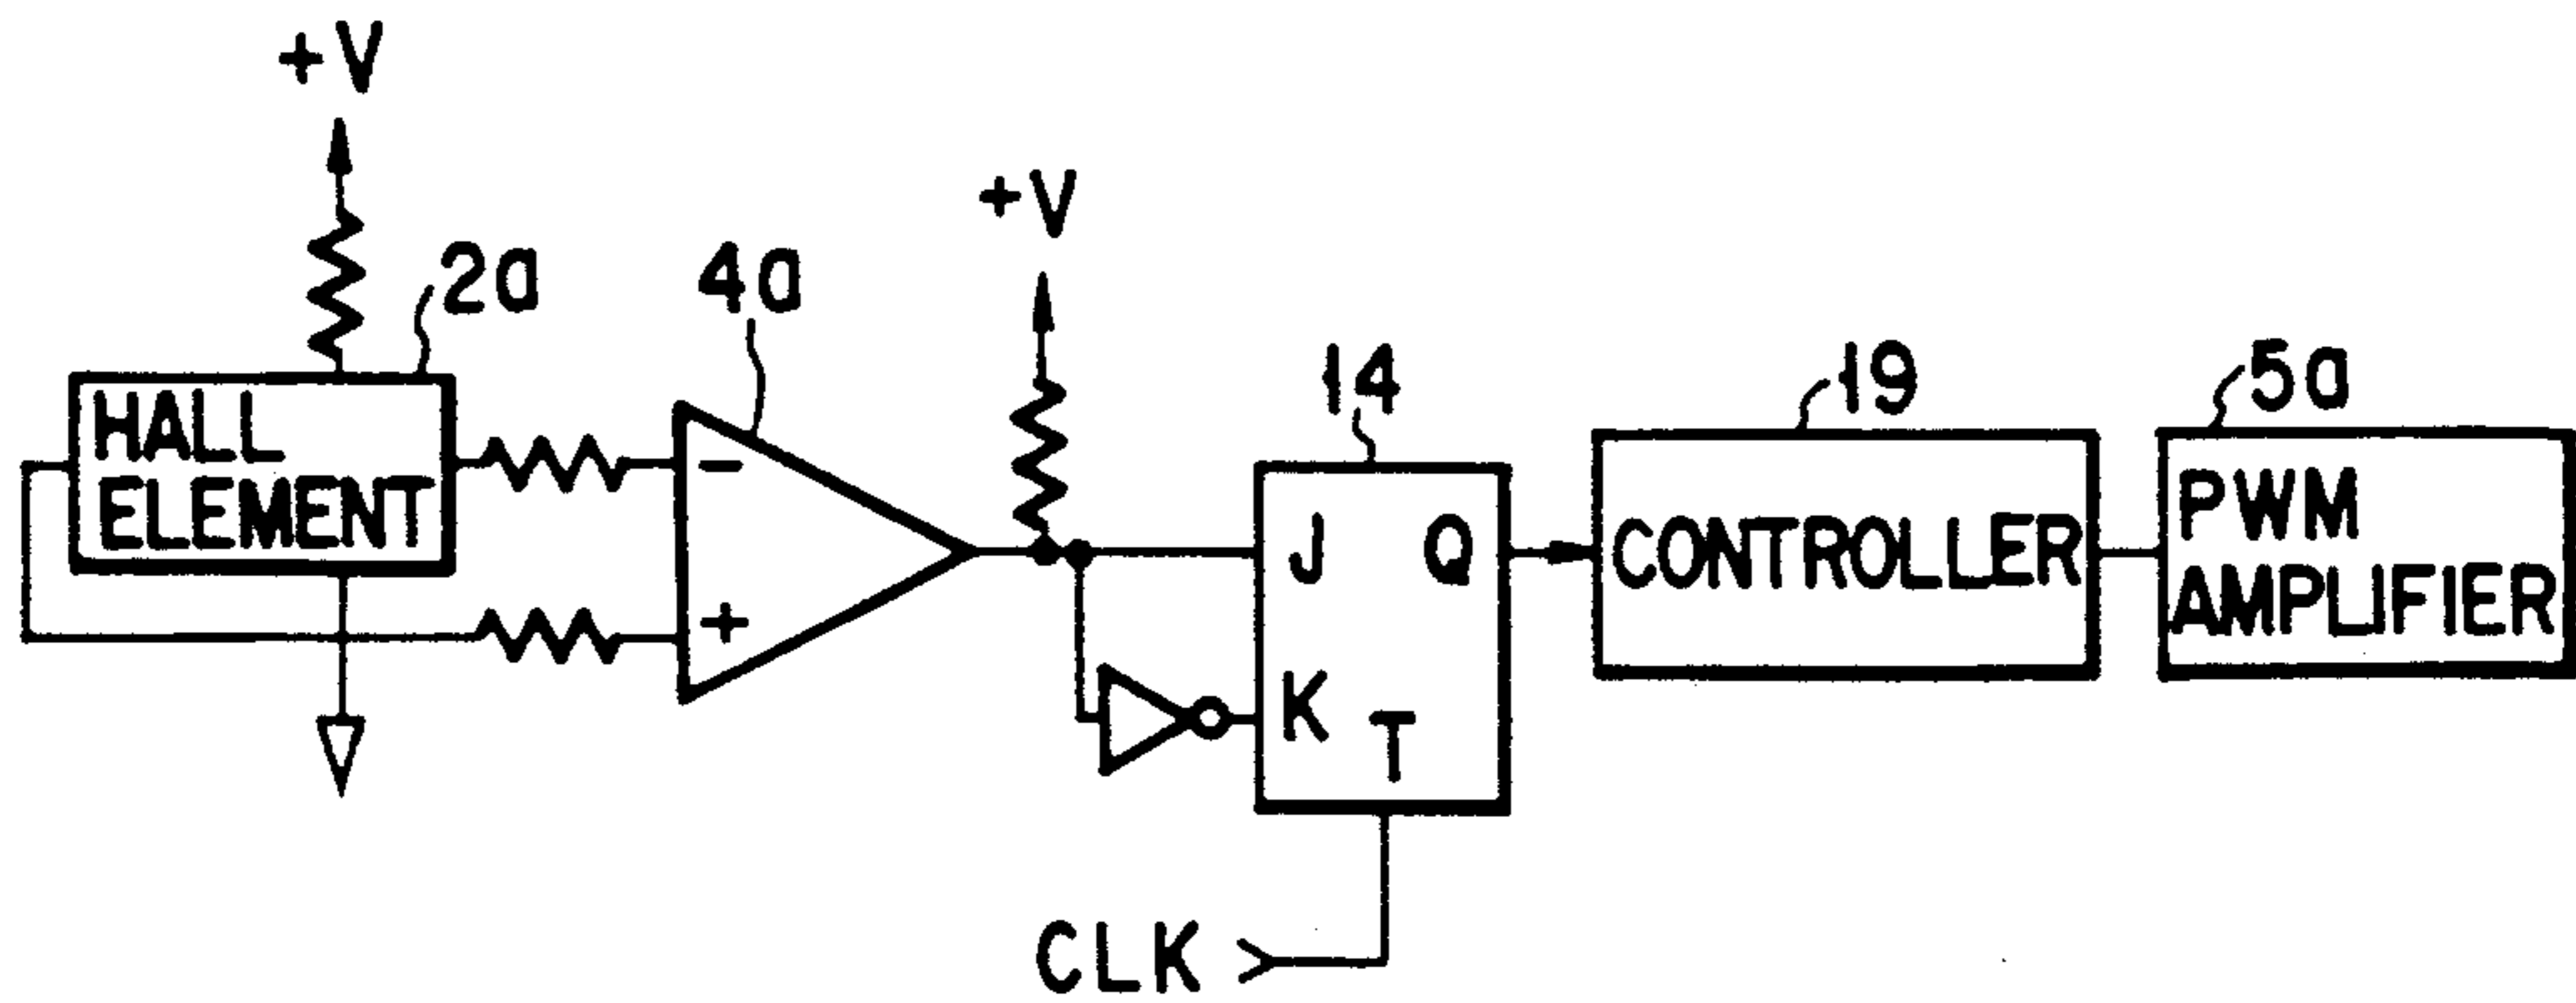 +V
+V
2a
4a
14
19
5a
HALL
ELEMENT
-
+
J
Q
K
T
CONTROLLER
PWM
AMPLIFIER
CLK